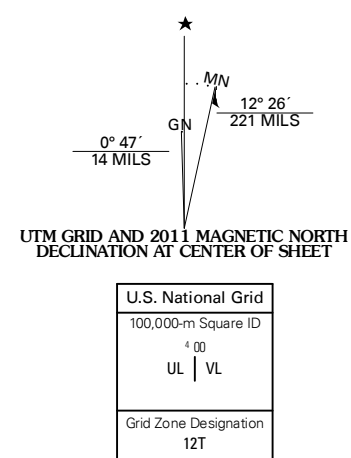 ★
MN
GN
12° 26´
221 MILS
0° 47´
14 MILS
UTM GRID AND 2011 MAGNETIC NORTH
DECLINATION AT CENTER OF SHEET
U.S. National Grid
100,000-m Square ID
4 00
UL | VL
Grid Zone Designation
12T